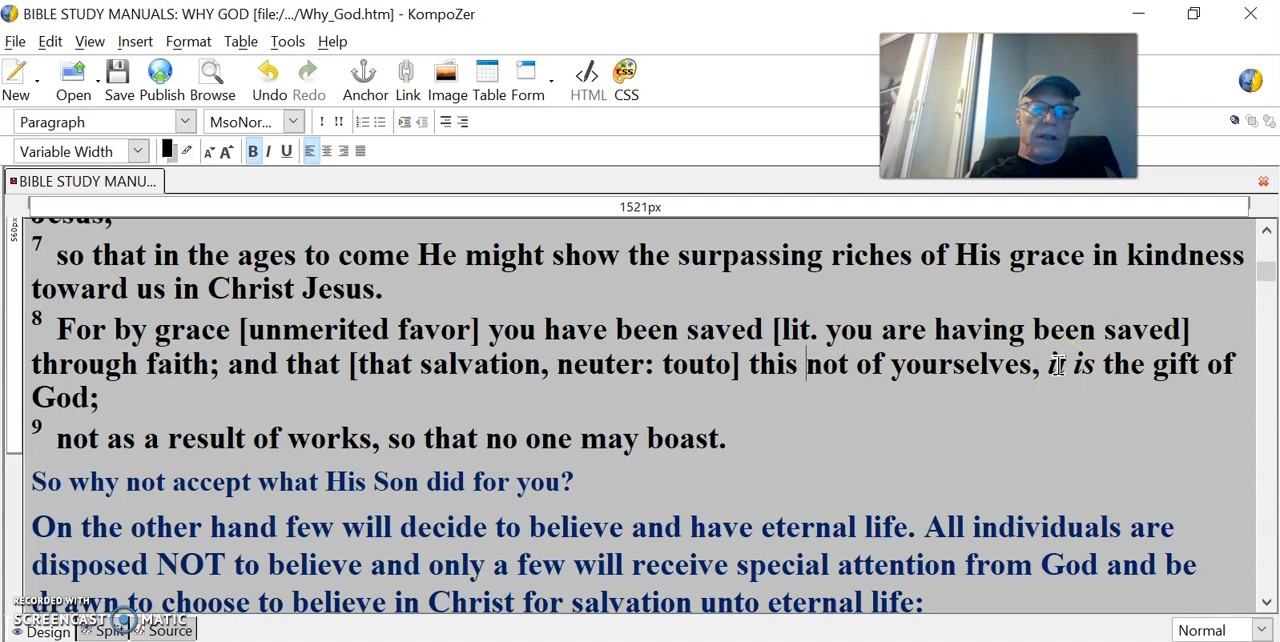 BIBLE STUDY MANUALS: WHY GOD [file:/.../Why_God.htm] - KompoZer
File Edit View Insert Format Table Tools Help
New Open Save Publish Browse Undo Redo Anchor Link Image Table Form HTML CSS
Paragraph MsoNor...
Variable Width B I U
BIBLE STUDY MANU...
1521px
560px
Jesus,
7 so that in the ages to come He might show the surpassing riches of His grace in kindness
toward us in Christ Jesus.
8 For by grace [unmerited favor] you have been saved [lit. you are having been saved]
through faith; and that [that salvation, neuter: touto] this not of yourselves, it is the gift of
God;
9 not as a result of works, so that no one may boast.
So why not accept what His Son did for you?
On the other hand few will decide to believe and have eternal life. All individuals are
disposed NOT to believe and only a few will receive special attention from God and be
drawn to choose to believe in Christ for salvation unto eternal life:
RECORDED WITH
SCREENCAST MATIC
Design Split Source Normal